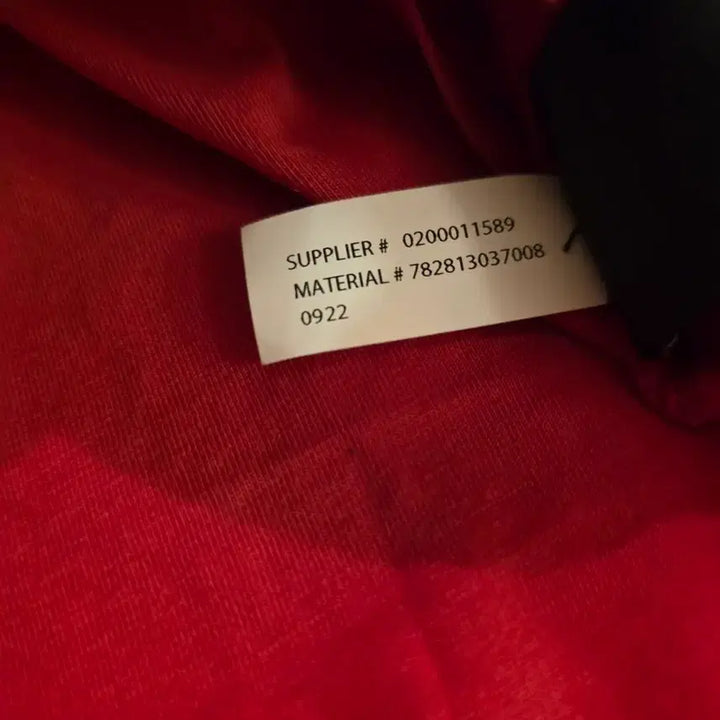 SUPPLIER # 0200011589
MATERIAL # 782813037008
0922